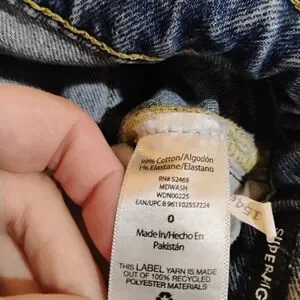 99% Cotton/Algodón
1% Elastane/Elastano
RN# 52469
MDWASH
WDN00225
EAN/UPC 8 961102557224
0
Made In/Hecho En
Pakistán
THIS LABEL YARN IS MADE
OUT OF 100% RECYCLED
POLYESTER MATERIAL